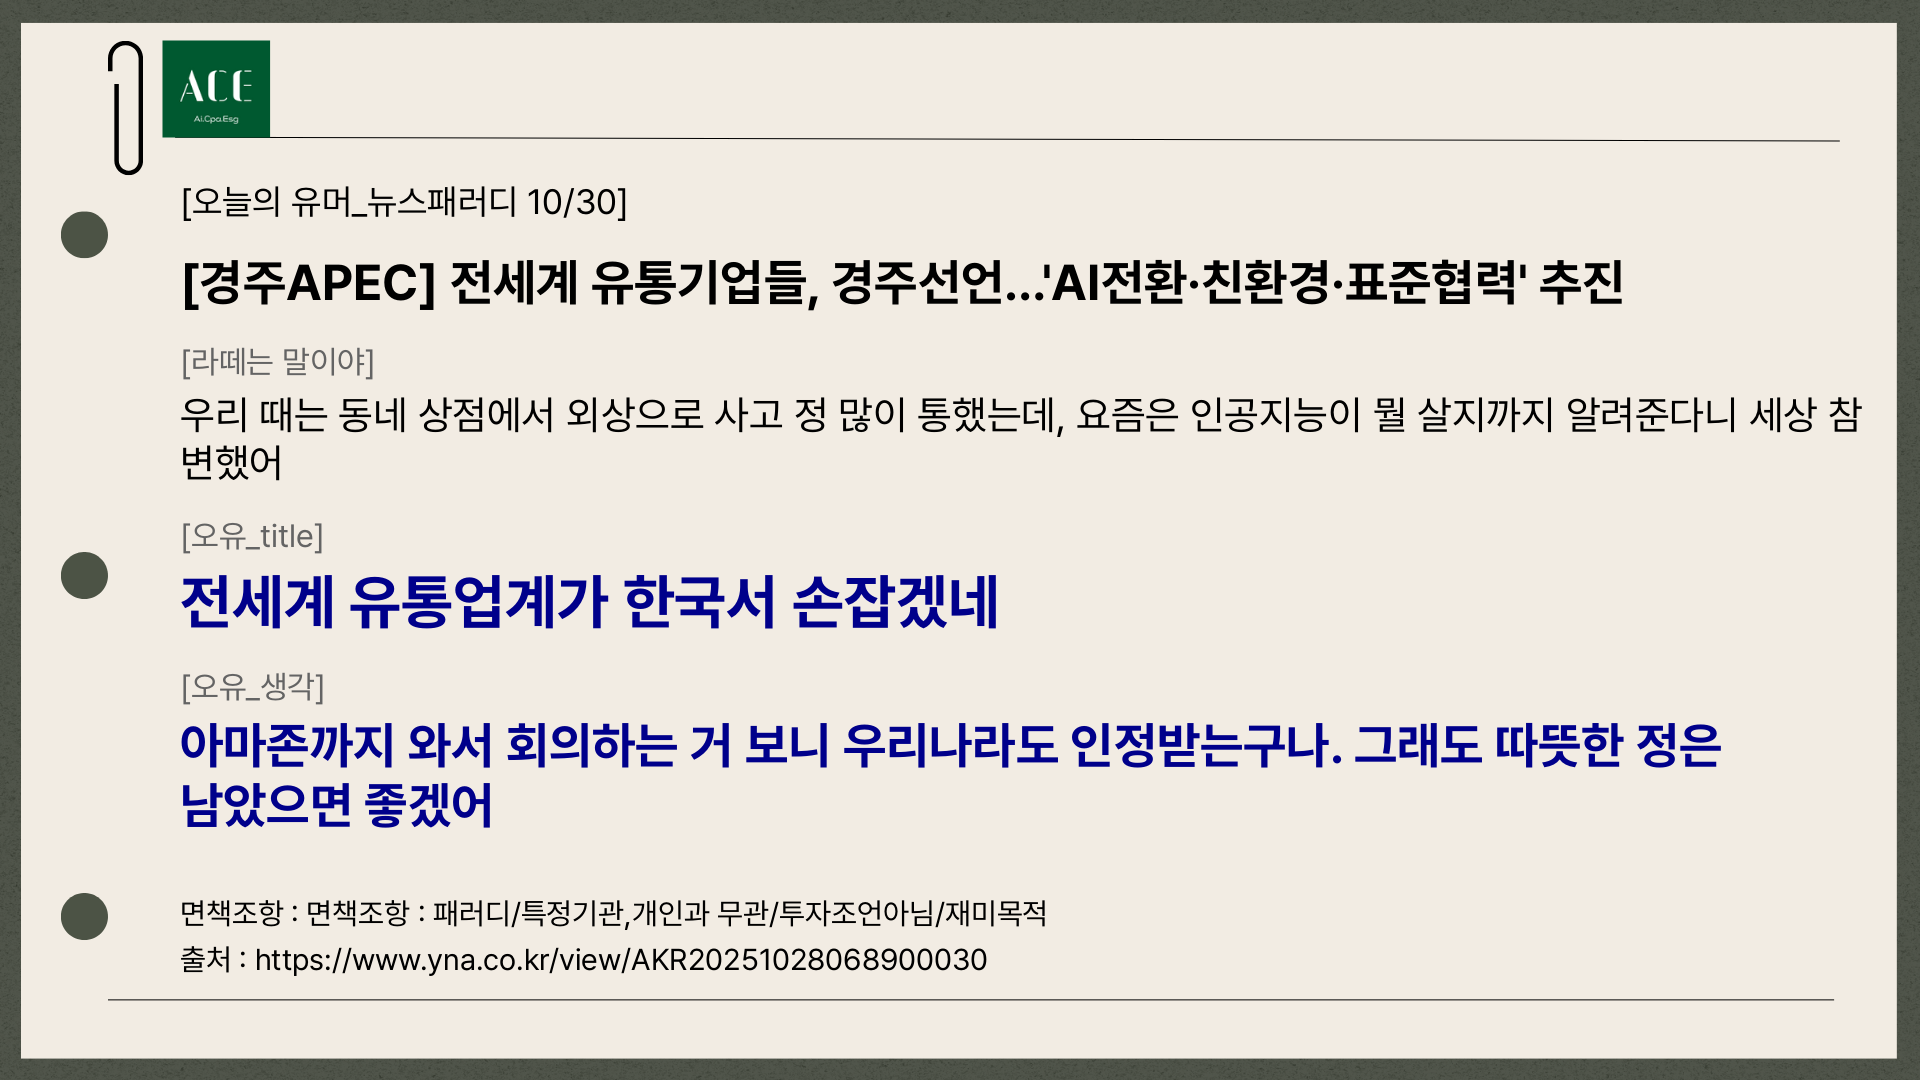 ACE
Ai.Cpa.Esg
[오늘의 유머_뉴스패러디 10/30]
[경주APEC] 전세계 유통기업들, 경주선언...'AI전환·친환경·표준협력' 추진
[라떼는 말이야]
우리 때는 동네 상점에서 외상으로 사고 정 많이 통했는데, 요즘은 인공지능이 뭘 살지까지 알려준다니 세상 참
변했어
[오유_title]
전세계 유통업계가 한국서 손잡겠네
[오유_생각]
아마존까지 와서 회의하는 거 보니 우리나라도 인정받는구나. 그래도 따뜻한 정은
남았으면 좋겠어
면책조항 : 면책조항 : 패러디/특정기관,개인과 무관/투자조언아님/재미목적
출처 : https://www.yna.co.kr/view/AKR20251028068900030